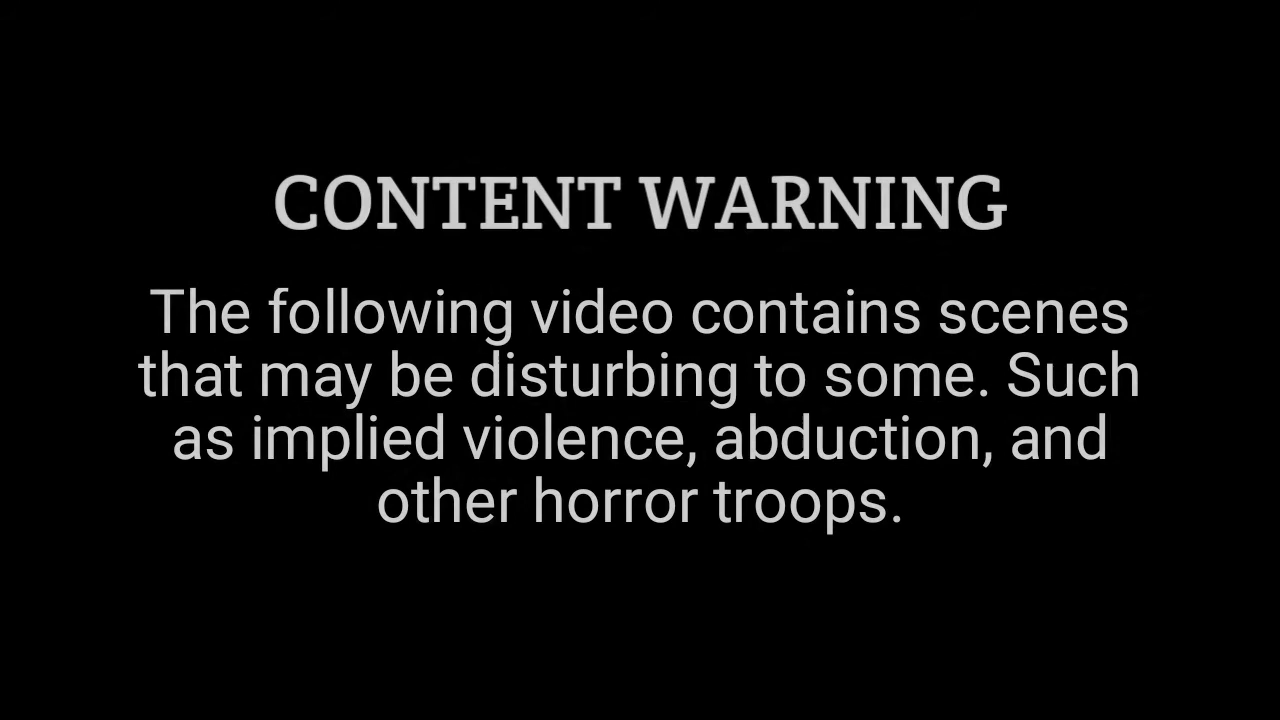 CONTENT WARNING
The following video contains scenes
that may be disturbing to some. Such
as implied violence, abduction, and
other horror troops.